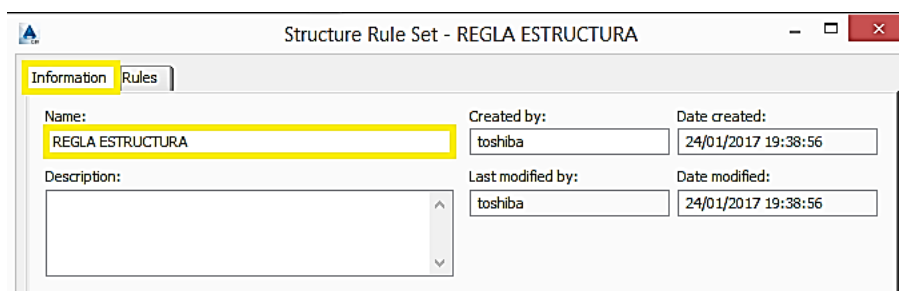 Structure Rule Set - REGLA ESTRUCTURA
Information Rules
Name: Created by: Date created:
REGLA ESTRUCTURA toshiba 24/01/2017 19:38:56
Description: Last modified by: Date modified:
toshiba 24/01/2017 19:38:56